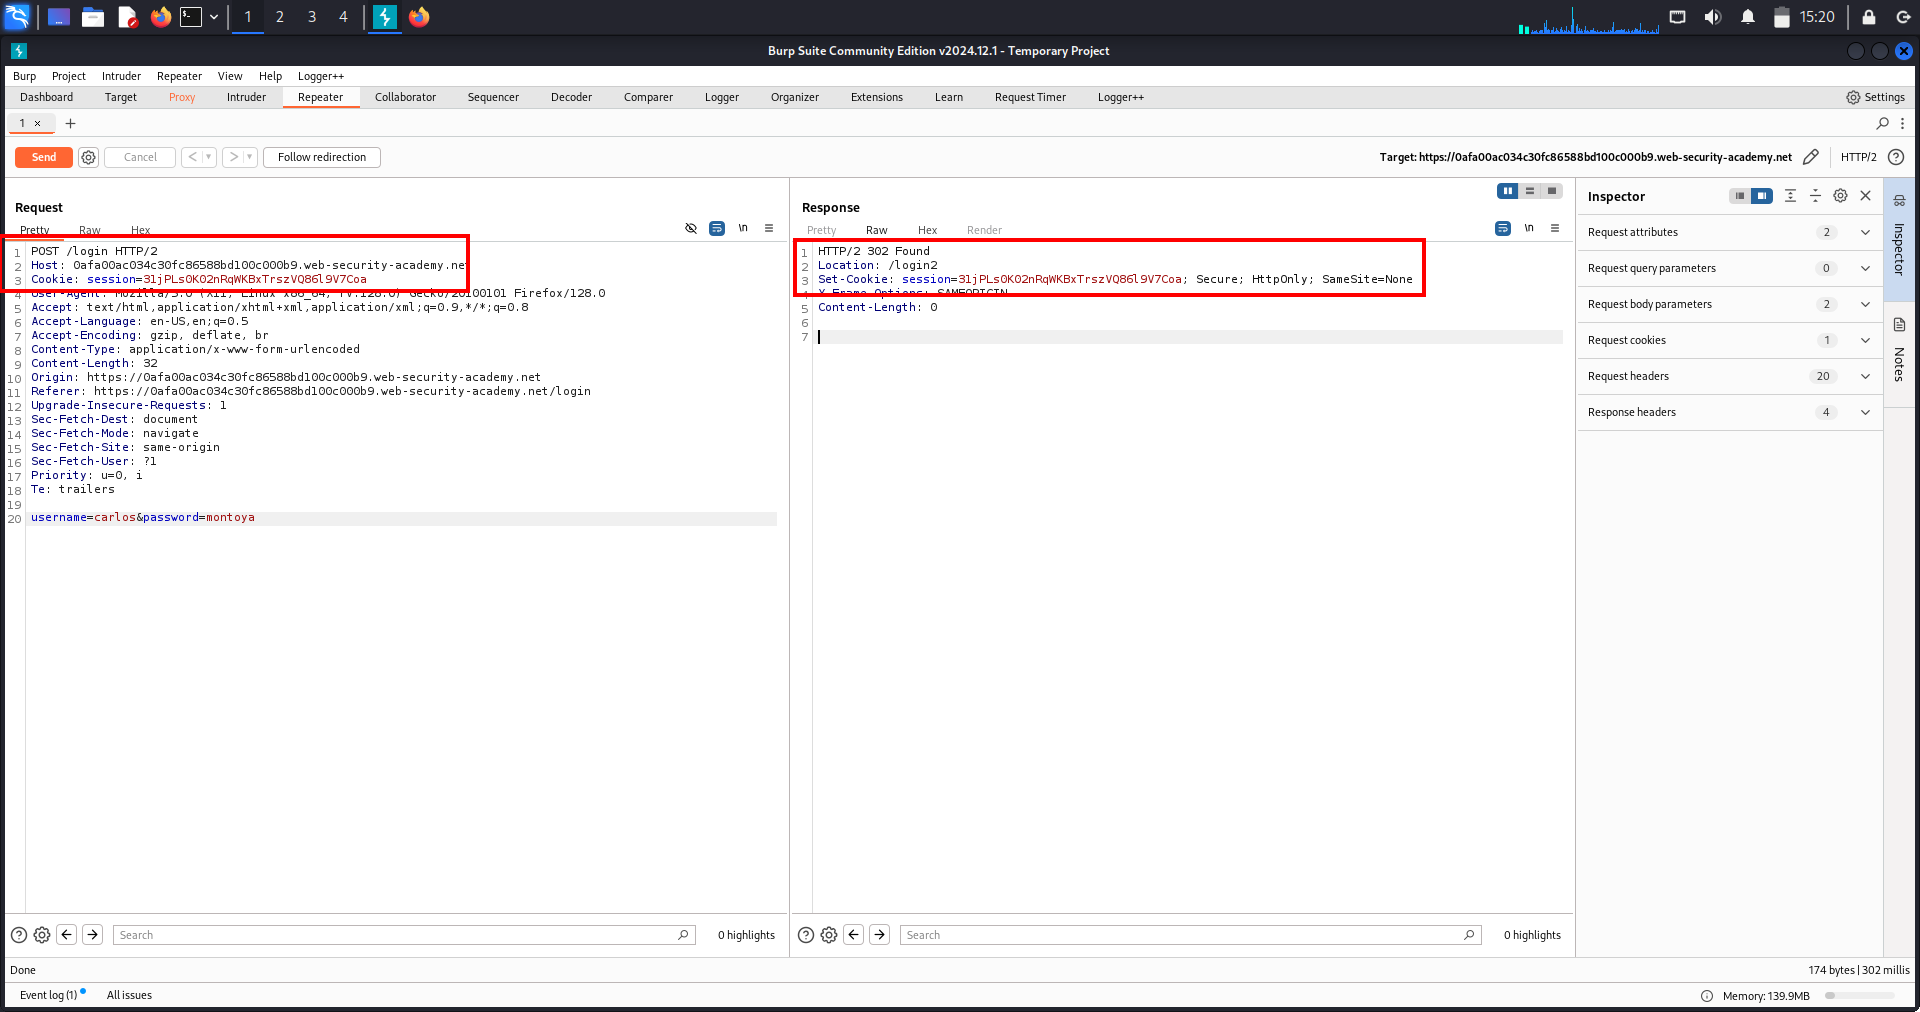 1 2 3 4
15:20
Burp Suite Community Edition v2024.12.1 - Temporary Project
Burp Project Intruder Repeater View Help Logger++
Dashboard Target Proxy Intruder Repeater Collaborator Sequencer Decoder Comparer Logger Organizer Extensions Learn Request Timer Logger++ Settings
1 × +
Send Cancel < > Follow redirection Target: https://0afa00ac034c30fc86588bd100c000b9.web-security-academy.net HTTP/2
Request
Pretty Raw Hex \n
1 POST /login HTTP/2
2 Host: 0afa00ac034c30fc86588bd100c000b9.web-security-academy.net
3 Cookie: session=31jPLs0K02nRqWKBxTrszVQ86l9V7Coa
4 User-Agent: Mozilla/5.0 (X11; Linux x86_64; rv:128.0) Gecko/20100101 Firefox/128.0
5 Accept: text/html,application/xhtml+xml,application/xml;q=0.9,*/*;q=0.8
6 Accept-Language: en-US,en;q=0.5
7 Accept-Encoding: gzip, deflate, br
8 Content-Type: application/x-www-form-urlencoded
9 Content-Length: 32
10 Origin: https://0afa00ac034c30fc86588bd100c000b9.web-security-academy.net
11 Referer: https://0afa00ac034c30fc86588bd100c000b9.web-security-academy.net/login
12 Upgrade-Insecure-Requests: 1
13 Sec-Fetch-Dest: document
14 Sec-Fetch-Mode: navigate
15 Sec-Fetch-Site: same-origin
16 Sec-Fetch-User: ?1
17 Priority: u=0, i
18 Te: trailers
19
20 username=carlos&password=montoya
Response
Pretty Raw Hex Render \n
1 HTTP/2 302 Found
2 Location: /login2
3 Set-Cookie: session=31jPLs0K02nRqWKBxTrszVQ86l9V7Coa; Secure; HttpOnly; SameSite=None
4 X-Frame-Options: SAMEORIGIN
5 Content-Length: 0
6
7
Inspector
Request attributes 2
Request query parameters 0
Request body parameters 2
Request cookies 1
Request headers 20
Response headers 4
Inspector
Notes
Search 0 highlights
Search 0 highlights
Done 174 bytes | 302 millis
Event log (1) All issues Memory: 139.9MB